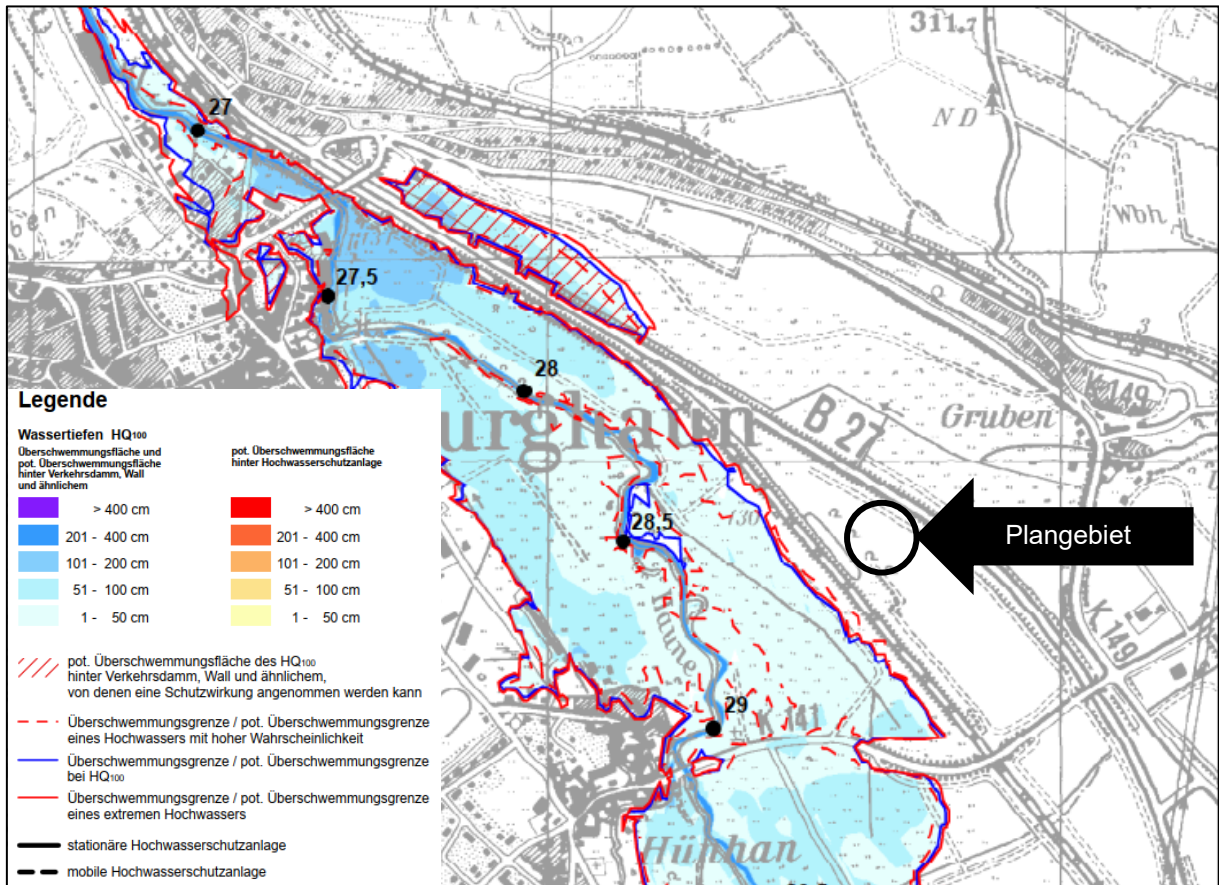 311.7
27
N D
Wbh
27,5
28
B 27
K 149
Gruben
28,5
130
Plangebiet
K 149
29
Hünhan
Legende
Wassertiefen HQ100
Überschwemmungsfläche und
pot. Überschwemmungsfläche
hinter Verkehrsdamm, Wall
und ähnlichem
pot. Überschwemmungsfläche
hinter Hochwasserschutzanlage
> 400 cm > 400 cm
201 - 400 cm 201 - 400 cm
101 - 200 cm 101 - 200 cm
51 - 100 cm 51 - 100 cm
1 - 50 cm 1 - 50 cm
pot. Überschwemmungsfläche des HQ100
hinter Verkehrsdamm, Wall und ähnlichem,
von denen eine Schutzwirkung angenommen werden kann
Überschwemmungsgrenze / pot. Überschwemmungsgrenze
eines Hochwassers mit hoher Wahrscheinlichkeit
Überschwemmungsgrenze / pot. Überschwemmungsgrenze
bei HQ100
Überschwemmungsgrenze / pot. Überschwemmungsgrenze
eines extremen Hochwassers
stationäre Hochwasserschutzanlage
mobile Hochwasserschutzanlage